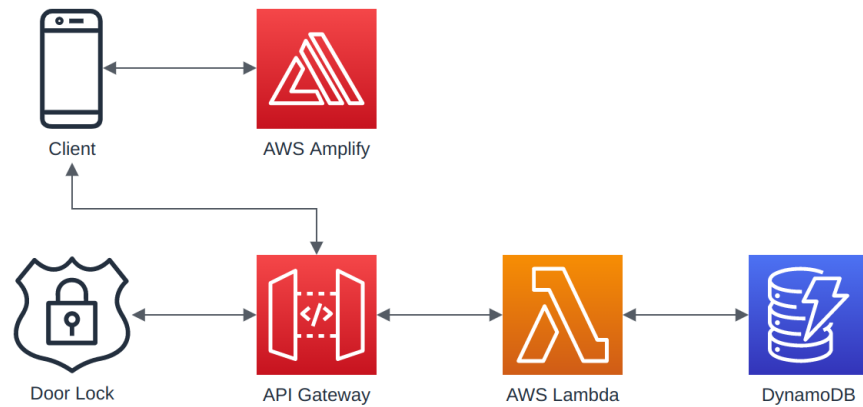 Client
AWS Amplify
</>
Door Lock
API Gateway
AWS Lambda
DynamoDB